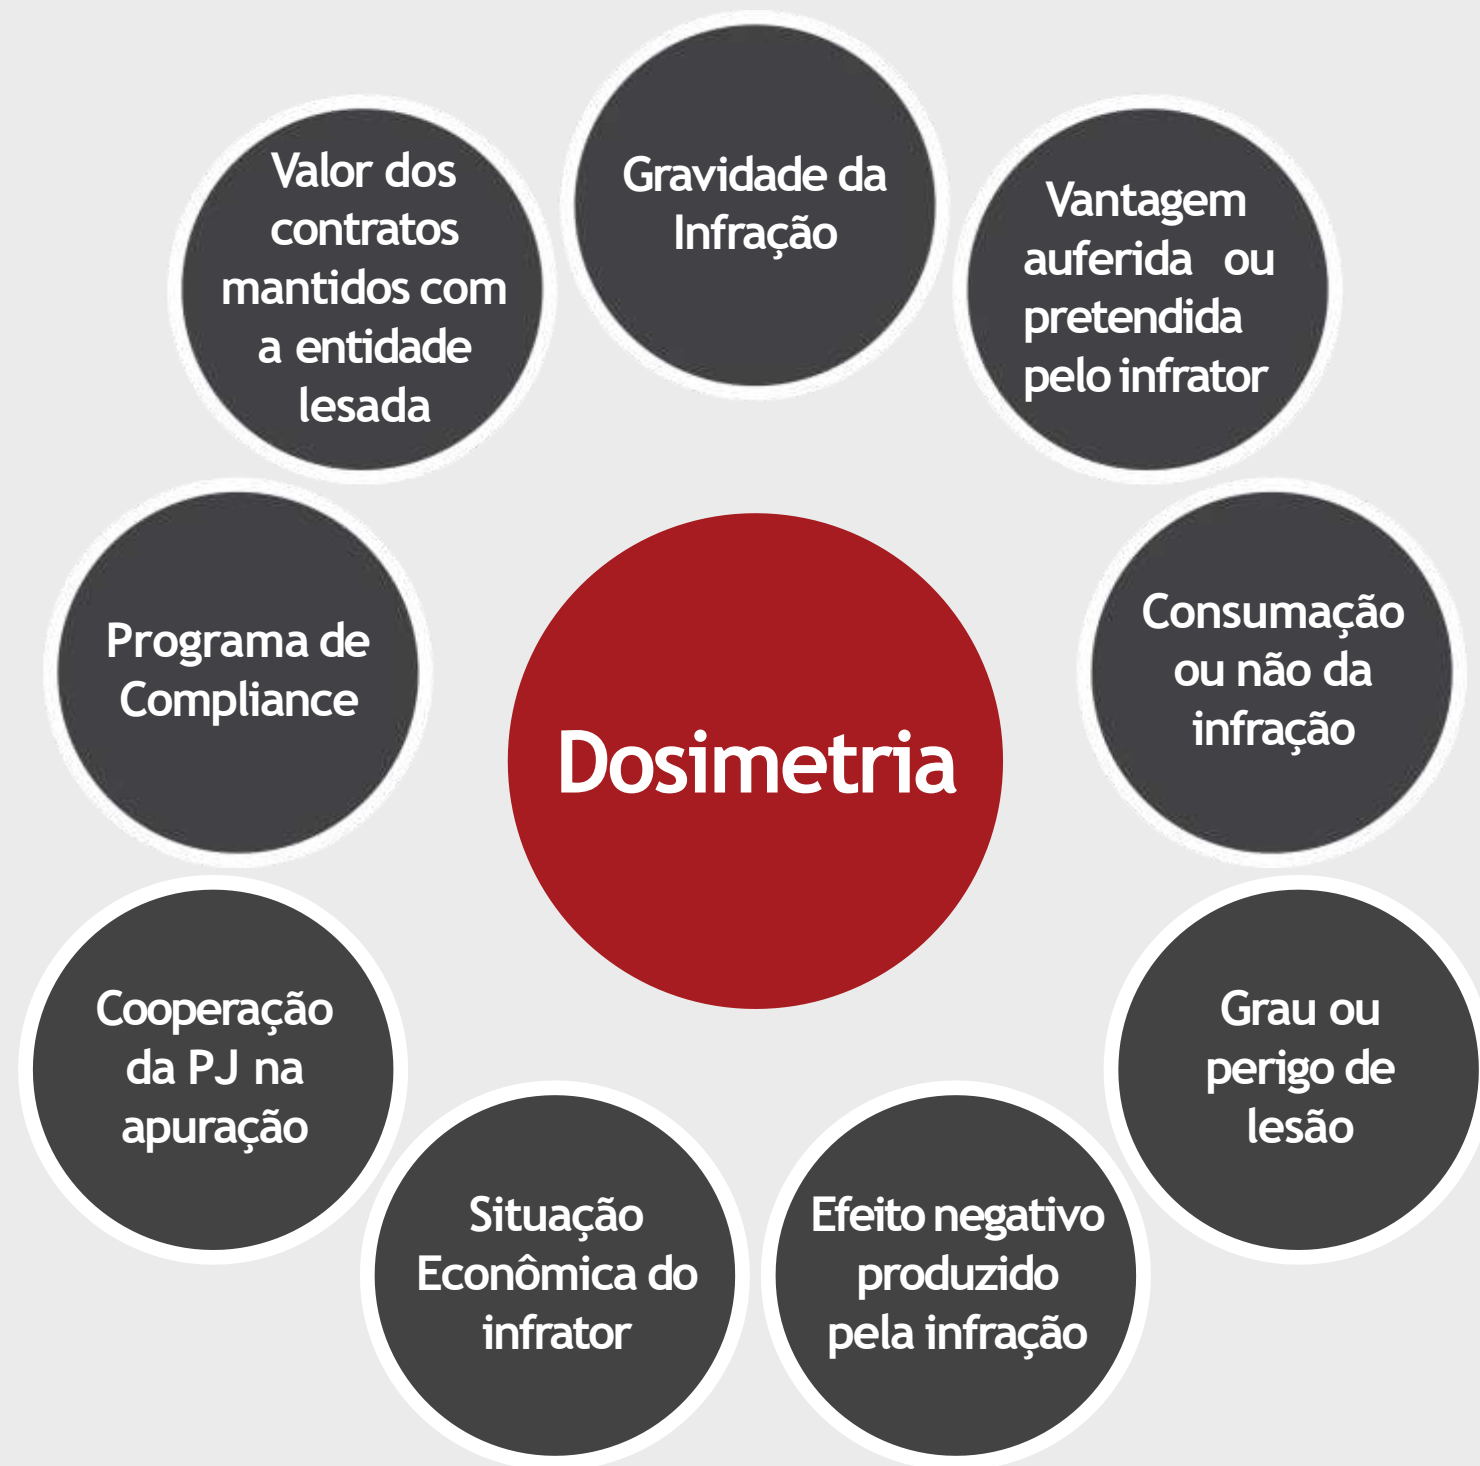 Gravidade da
Infração
Vantagem
auferida ou
pretendida
pelo infrator
Consumação
ou não da
infração
Grau ou
perigo de
lesão
Efeito negativo
produzido
pela infração
Situação
Econômica do
infrator
Cooperação
da PJ na
apuração
Programa de
Compliance
Valor dos
contratos
mantidos com
a entidade
lesada
Dosimetria